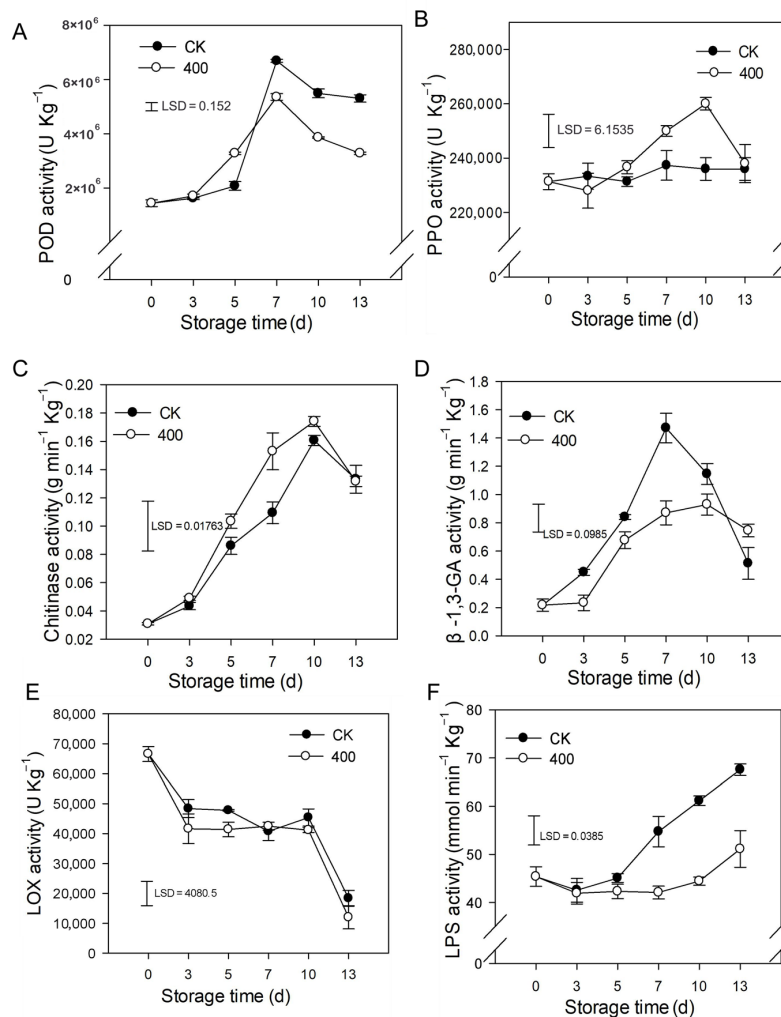 A
8×10⁶
6×10⁶
4×10⁶
2×10⁶
0
POD activity (U Kg⁻¹)
CK
400
LSD = 0.152
0 3 5 7 10 13
Storage time (d)
B
280,000
260,000
240,000
220,000
0
PPO activity (U Kg⁻¹)
CK
400
LSD = 6.1535
0 3 5 7 10 13
Storage time (d)
C
0.20
0.18
0.16
0.14
0.12
0.10
0.08
0.06
0.04
0.02
Chitinase activity (g min⁻¹ Kg⁻¹)
CK
400
LSD = 0.01763
0 3 5 7 10 13
Storage time (d)
D
1.8
1.6
1.4
1.2
1.0
0.8
0.6
0.4
0.2
0.0
β -1,3-GA activity (g min⁻¹ Kg⁻¹)
CK
400
LSD = 0.0985
0 3 5 7 10 13
Storage time (d)
E
80,000
70,000
60,000
50,000
40,000
30,000
20,000
10,000
0
LOX activity (U Kg⁻¹)
CK
400
LSD = 4080.5
0 3 5 7 10 13
Storage time (d)
F
80
70
60
50
40
0
LPS activity (mmol min⁻¹ Kg⁻¹)
CK
400
LSD = 0.0385
0 3 5 7 10 13
Storage time (d)